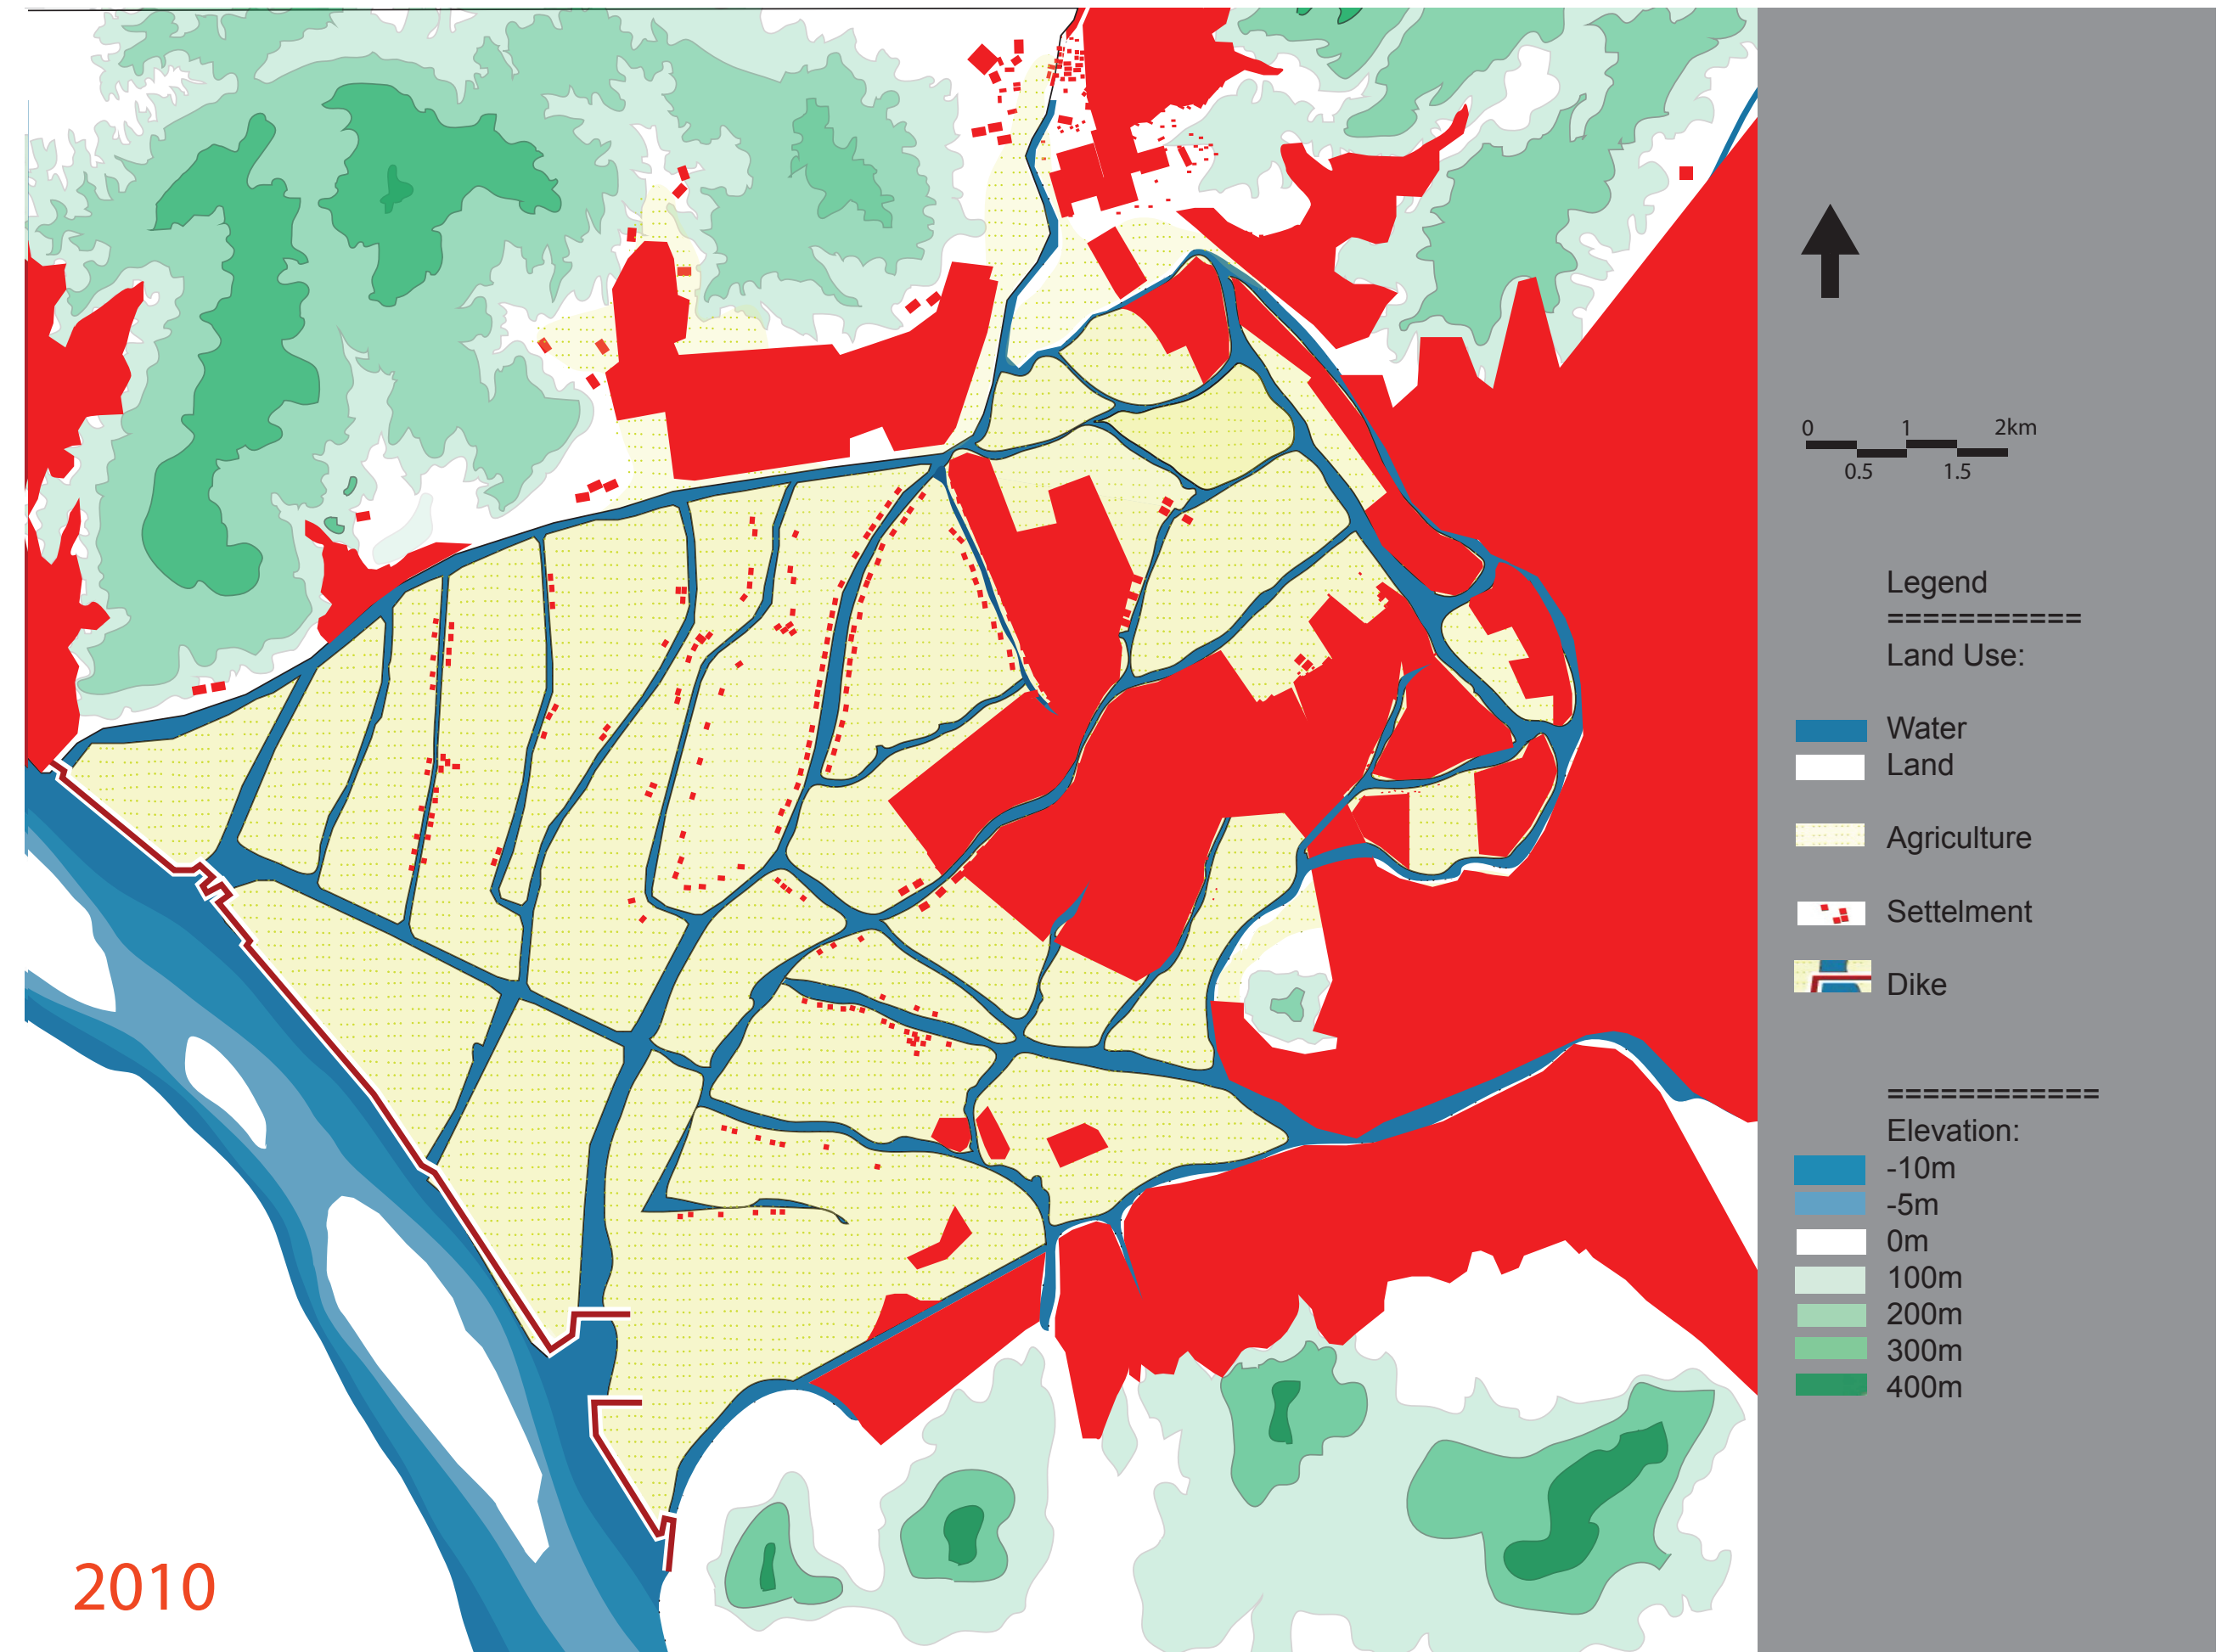 0 1 2km
0.5 1.5
Legend
===========
Land Use:
Water
Land
Agriculture
Settelment
Dike
============
Elevation:
-10m
-5m
0m
100m
200m
300m
400m
2010